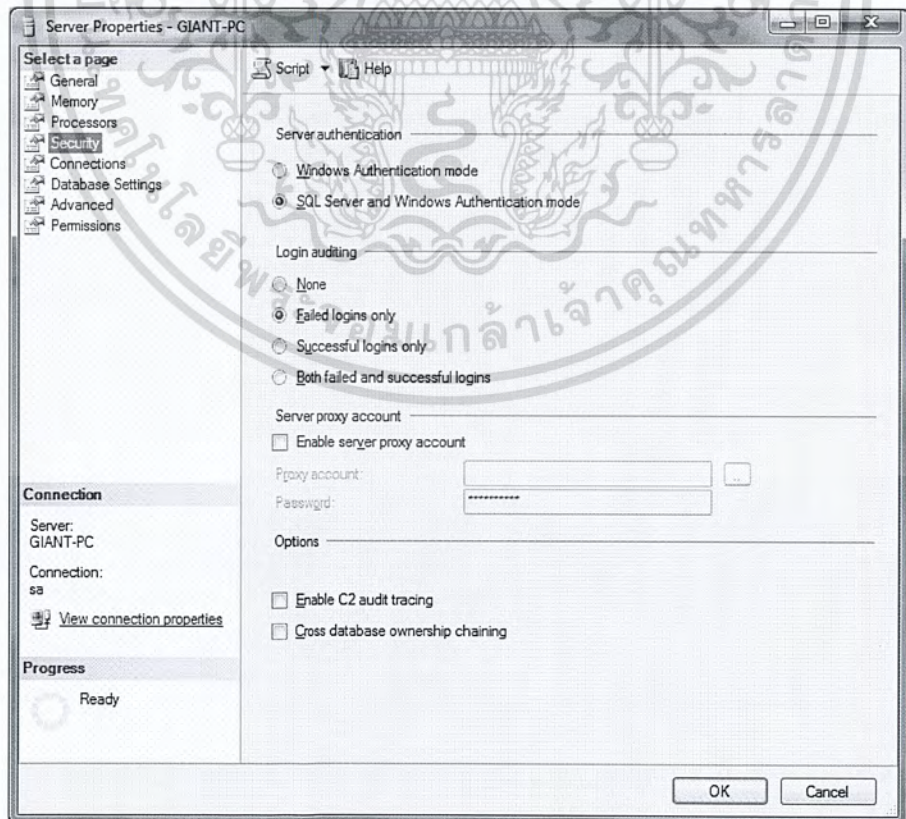 Server Properties - GIANT-PC
Select a page
General
Memory
Processors
Security
Connections
Database Settings
Advanced
Permissions
Script
Help
Server authentication
Windows Authentication mode
SQL Server and Windows Authentication mode
Login auditing
None
Failed logins only
Successful logins only
Both failed and successful logins
Server proxy account
Enable server proxy account
Proxy account:
...
Password:
**********
Options
Enable C2 audit tracing
Cross database ownership chaining
Connection
Server:
GIANT-PC
Connection:
sa
View connection properties
Progress
Ready
OK
Cancel